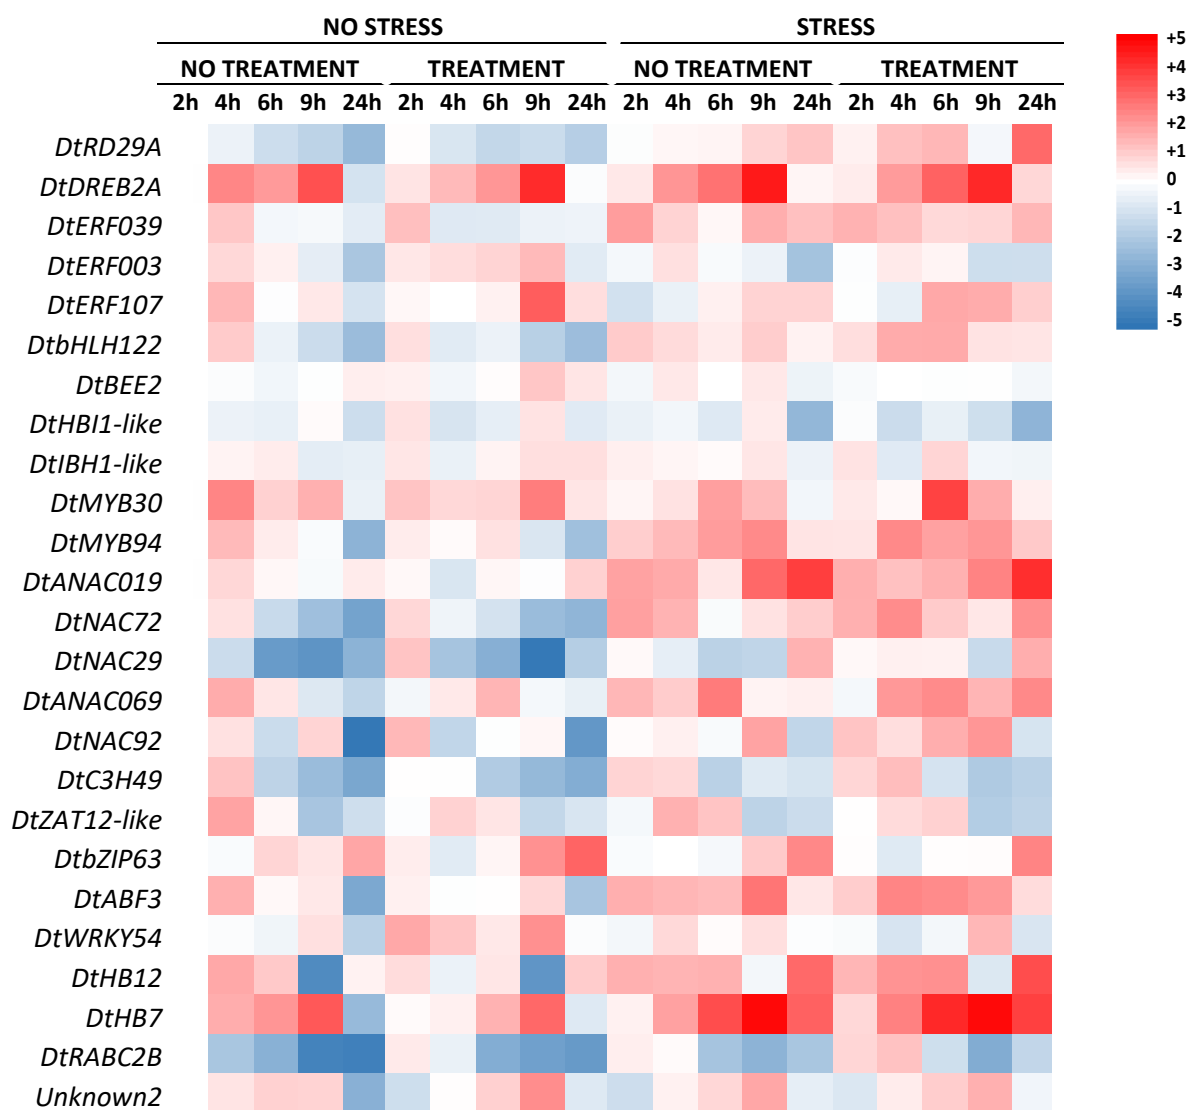 NO STRESS STRESS
NO TREATMENT TREATMENT NO TREATMENT TREATMENT
2h 4h 6h 9h 24h 2h 4h 6h 9h 24h 2h 4h 6h 9h 24h 2h 4h 6h 9h 24h
DtRD29A
DtDREB2A
DtERF039
DtERF003
DtERF107
DtbHLH122
DtBEE2
DtHBI1-like
DtIBH1-like
DtMYB30
DtMYB94
DtANAC019
DtNAC72
DtNAC29
DtANAC069
DtNAC92
DtC3H49
DtZAT12-like
DtbZIP63
DtABF3
DtWRKY54
DtHB12
DtHB7
DtRABC2B
Unknown2
+5
+4
+3
+2
+1
0
-1
-2
-3
-4
-5